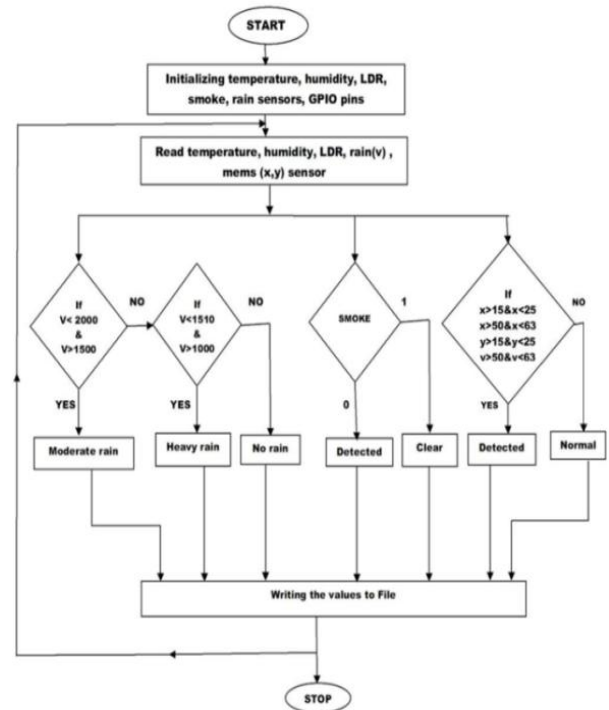 START
Initializing temperature, humidity, LDR,
smoke, rain sensors, GPIO pins
Read temperature, humidity, LDR, rain(v) ,
mems (x,y) sensor
If
V< 2000
&
V>1500
NO
YES
If
V<1510
&
V>1000
NO
YES
SMOKE
1
0
If
x>15&x<25
x>50&x<63
y>15&y<25
v>50&v<63
NO
YES
Moderate rain
Heavy rain
No rain
Detected
Clear
Detected
Normal
Writing the values to File
STOP